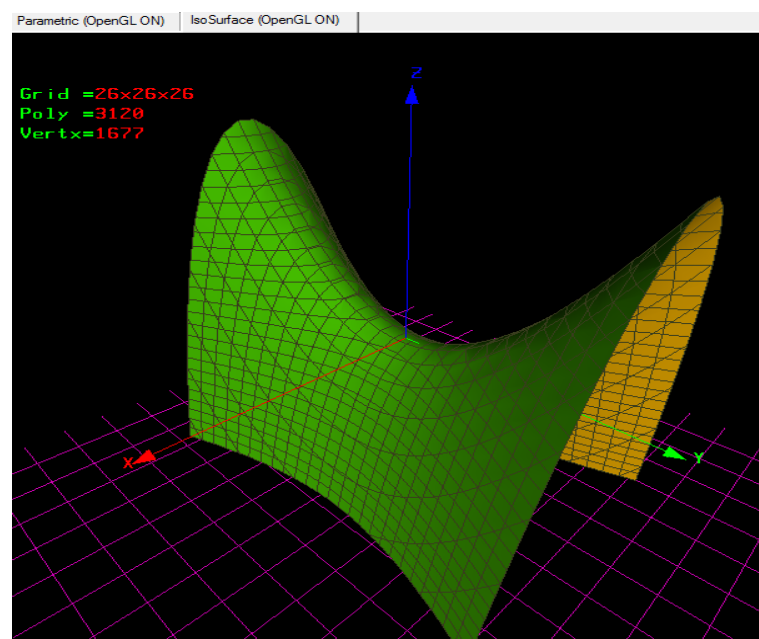 Parametric (OpenGL ON) IsoSurface (OpenGL ON)
Z
Grid =26x26x26
Poly =3120
Vertx=1677
X
Y